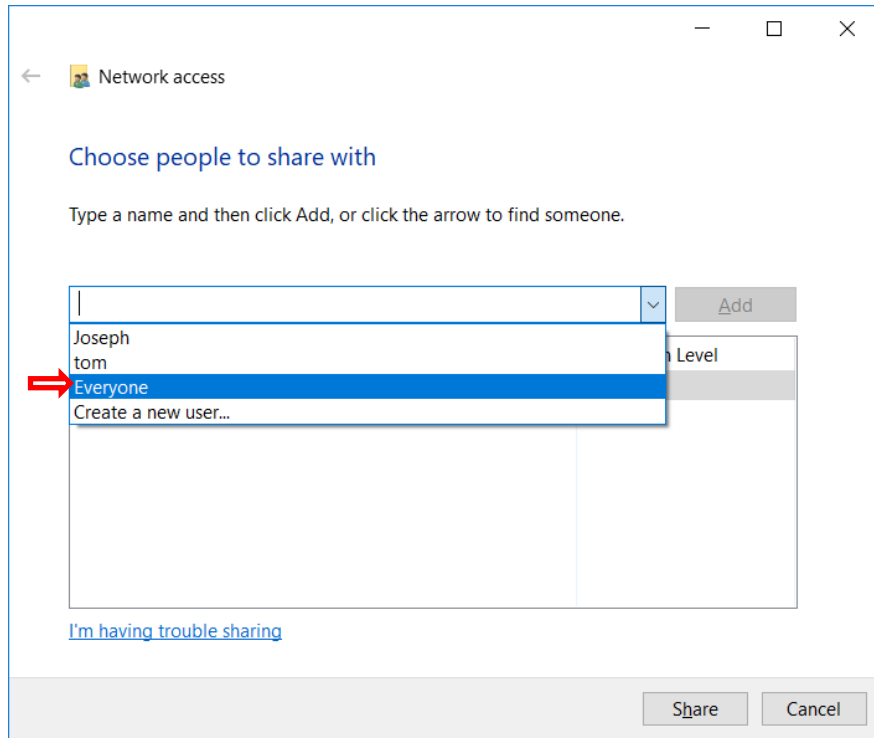 Network access
Choose people to share with
Type a name and then click Add, or click the arrow to find someone.
Add
Joseph
tom
Level
Everyone
Create a new user...
I'm having trouble sharing
Share
Cancel